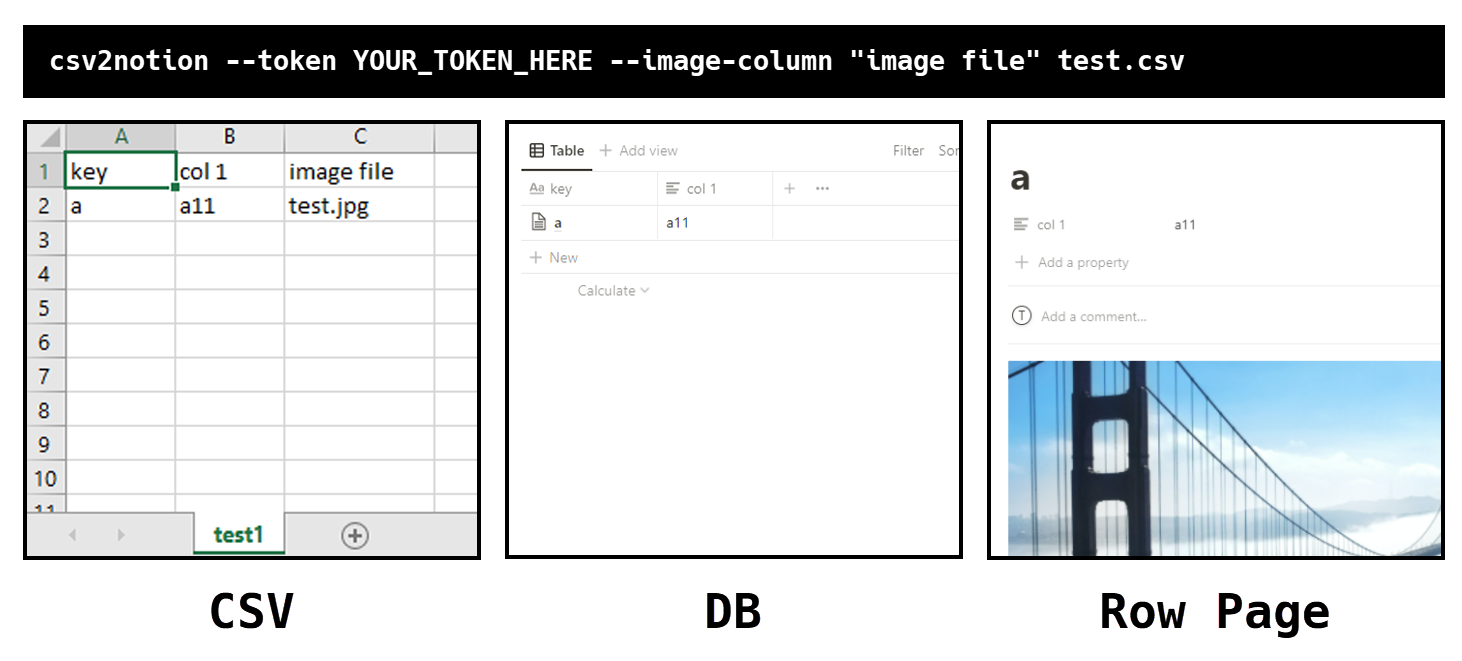 csv2notion --token YOUR_TOKEN_HERE --image-column "image file" test.csv
A B C
1 key col 1 image file
2 a a11 test.jpg
3
4
5
6
7
8
9
10
11
test1
CSV
Table + Add view Filter Sor
Aa key col 1 + ...
a a11
+ New
Calculate
DB
a
col 1 a11
+ Add a property
T Add a comment...
Row Page